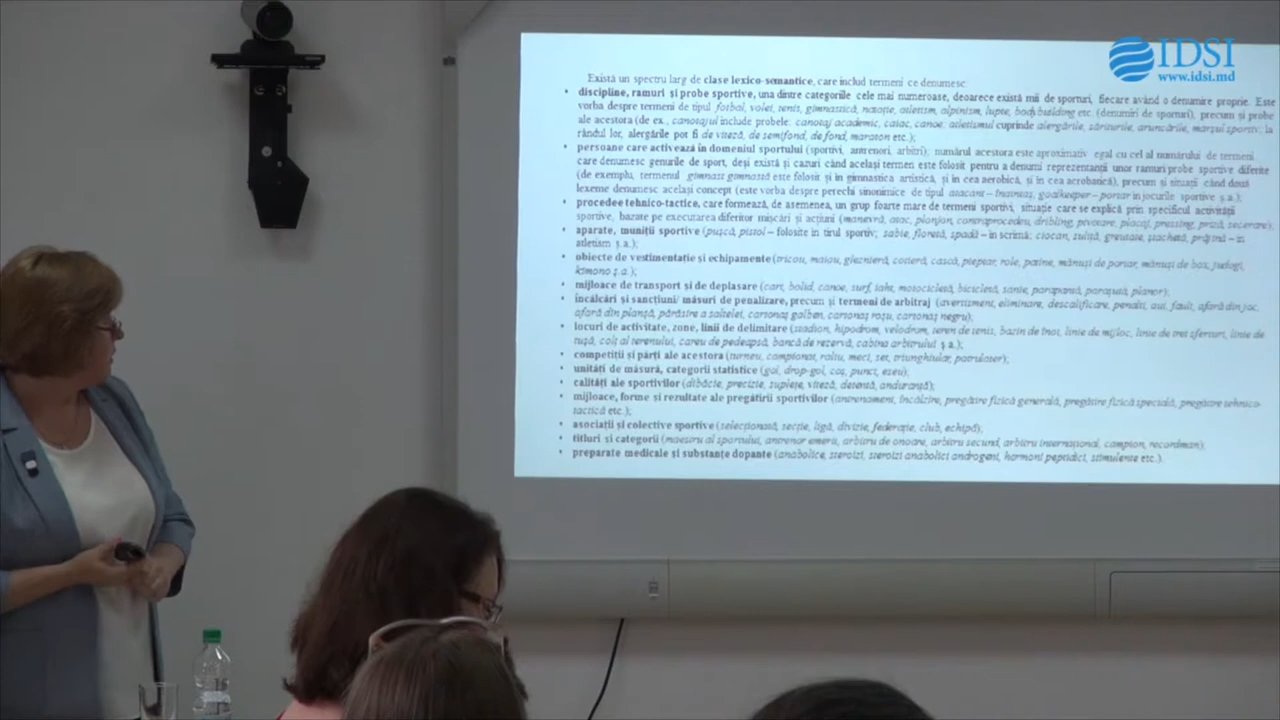 IDSI
www.idsi.md
Există un spectru larg de clase lexico-semantice, care includ termeni ce denumesc
• discipline, ramuri și probe sportive, una dintre categoriile cele mai numeroase, deoarece există mii de sporturi, fiecare având o denumire proprie. Este
vorba despre termeni de tipul fotbal, volei, tenis, gimnastică, natație, atletism, alpinism, lupte, bodybuilding etc. (denumiri de sporturi), precum și probe
ale acestora (de ex., canotajul include probele: canotaj academic, caiac, canoe; atletismul cuprinde alergările, săriturile, aruncările, marșul sportiv; la
rândul lor, alergările pot fi de viteză, de semifond, de fond, maraton etc.);
• persoane care activează în domeniul sportului (sportivi, antrenori, arbitri); numărul acestora este aproximativ egal cu cel al numărului de termeni
care denumesc genurile de sport, deși există și cazuri când același termen este folosit pentru a denumi reprezentanții unor ramuri/probe sportive diferite
(de exemplu, termenul gimnast/gimnastă este folosit și în gimnastica artistică, și în cea aerobică, și în cea acrobatică), precum și situații când două
lexeme denumesc același concept (este vorba despre perechi sinonimice de tipul atacant – înaintaș, goalkeeper – portar în jocurile sportive ș.a.);
• procedee tehnico-tactice, care formează, de asemenea, un grup foarte mare de termeni sportivi, situație care se explică prin specificul activității
sportive, bazate pe executarea diferitor mișcări și acțiuni (manevră, atac, plonjon, contraprocedeu, dribling, pivotare, placaj, pressing, priză, secerare);
• aparate, muniții sportive (pușcă, pistol – folosite în tirul sportiv; sabie, floretă, spadă – în scrimă; ciocan, suliță, greutate, ștachetă, prăjină – în
atletism ș.a.);
• obiecte de vestimentație și echipamente (tricou, maiou, gleznieră, cotieră, cască, pieptar, role, patine, mănuși de portar, mănuși de box, judogi,
kimono ș.a.);
• mijloace de transport și de deplasare (cart, bolid, canoe, surf, iaht, motocicletă, bicicletă, sanie, parapantă, parașută, planor);
• încălcări și sancțiuni/ măsuri de penalizare, precum și termeni de arbitraj (avertisment, eliminare, descalificare, penalti, aut, fault, afară din joc,
afară din planșă, părăsire a saltelei, cartonaș galben, cartonaș roșu, cartonaș negru);
• locuri de activitate, zone, linii de delimitare (stadion, hipodrom, velodrom, teren de tenis, bazin de înot, linie de mijloc, linie de trei sferturi, linie de
tușă, colț al terenului, careu de pedeapsă, bancă de rezervă, cabina arbitrului ș.a.);
• competiții și părți ale acestora (turneu, campionat, raliu, meci, set, triunghiular, patrulater);
• unități de măsură, categorii statistice (gol, drop-gol, coș, punct, eseu);
• calități ale sportivilor (dibăcie, precizie, suplețe, viteză, detentă, anduranță);
• mijloace, forme și rezultate ale pregătirii sportivilor (antrenament, încălzire, pregătire fizică generală, pregătire fizică specială, pregătire tehnico-
tactică etc.);
• asociații și colective sportive (selecționată, secție, ligă, divizie, federație, club, echipă);
• titluri și categorii (maestru al sportului, antrenor emerit, arbitru de onoare, arbitru secund, arbitru internațional, campion, recordman);
• preparate medicale și substanțe dopante (anabolice, steroizi, steroizi anabolici androgeni, hormoni peptidici, stimulente etc.).